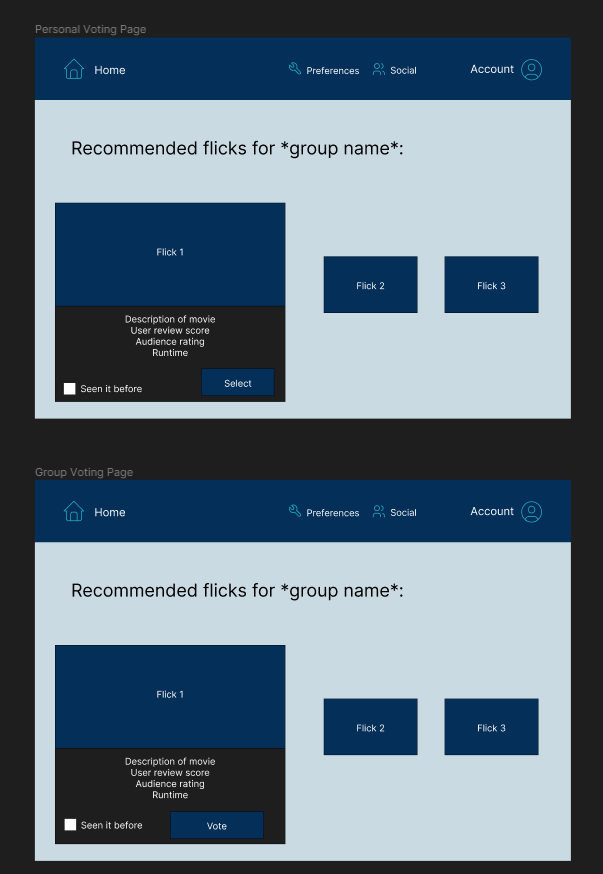 Personal Voting Page
Home
Preferences
Social
Account
Recommended flicks for *group name*:
Flick 1
Flick 2
Flick 3
Description of movie
User review score
Audience rating
Runtime
Seen it before
Select
Group Voting Page
Home
Preferences
Social
Account
Recommended flicks for *group name*:
Flick 1
Flick 2
Flick 3
Description of movie
User review score
Audience rating
Runtime
Seen it before
Vote